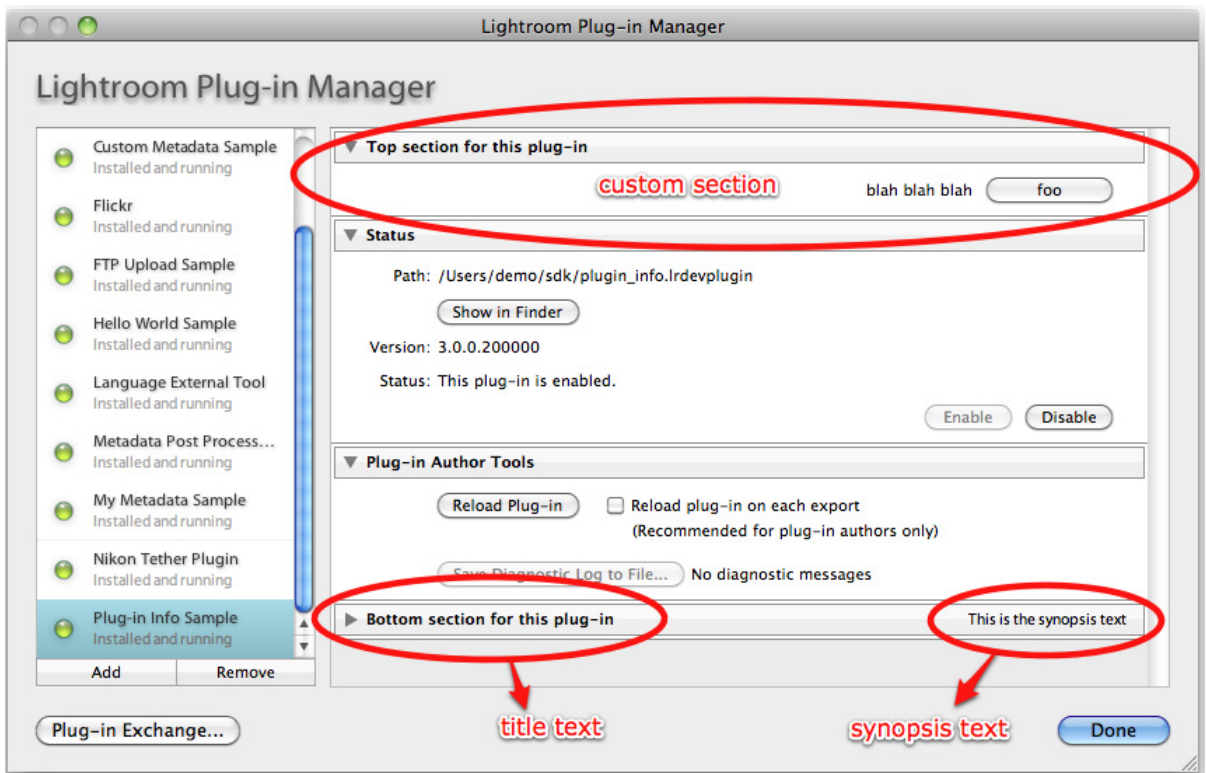 Lightroom Plug-in Manager
Lightroom Plug-in Manager
Custom Metadata Sample
Installed and running
Flickr
Installed and running
FTP Upload Sample
Installed and running
Hello World Sample
Installed and running
Language External Tool
Installed and running
Metadata Post Process...
Installed and running
My Metadata Sample
Installed and running
Nikon Tether Plugin
Installed and running
Plug-in Info Sample
Installed and running
Add Remove
Plug-in Exchange...
Top section for this plug-in
custom section
blah blah blah foo
Status
Path: /Users/demo/sdk/plugin_info.lrdevplugin
Show in Finder
Version: 3.0.0.200000
Status: This plug-in is enabled.
Enable Disable
Plug-in Author Tools
Reload Plug-in Reload plug-in on each export
(Recommended for plug-in authors only)
Save Diagnostic Log to File... No diagnostic messages
Bottom section for this plug-in This is the synopsis text
title text synopsis text
Done